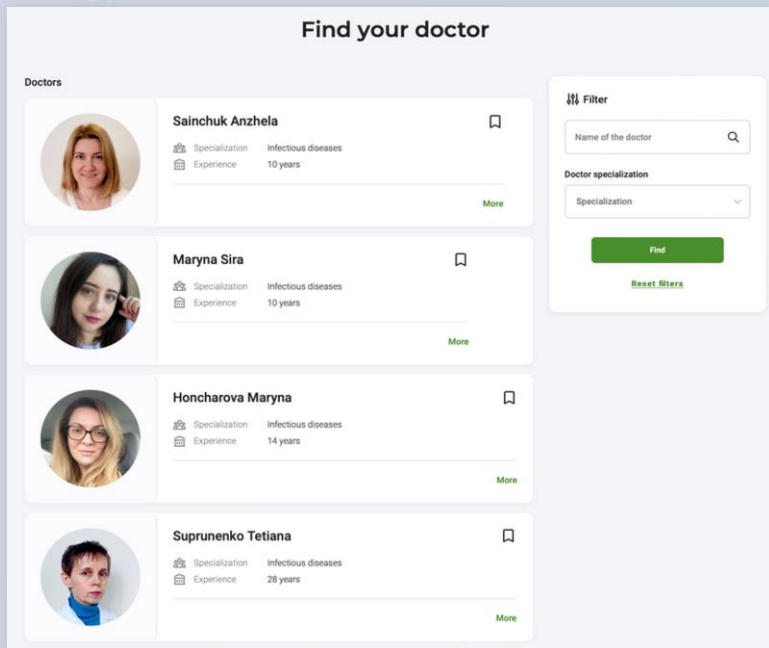 Find your doctor
Doctors
Sainchuk Anzhela
Specialization Infectious diseases
Experience 10 years
More
Maryna Sira
Specialization Infectious diseases
Experience 10 years
More
Honcharova Maryna
Specialization Infectious diseases
Experience 14 years
More
Suprunenko Tetiana
Specialization Infectious diseases
Experience 28 years
More
Filter
Name of the doctor
Doctor specialization
Specialization
Find
Reset filters